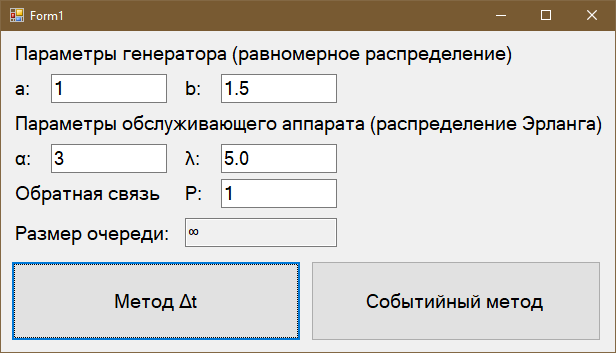 Form1
Параметры генератора (равномерное распределение)
a: 1 b: 1.5
Параметры обслуживающего аппарата (распределение Эрланга)
α: 3 λ: 5.0
Обратная связь P: 1
Размер очереди: ∞
Метод Δt Событийный метод